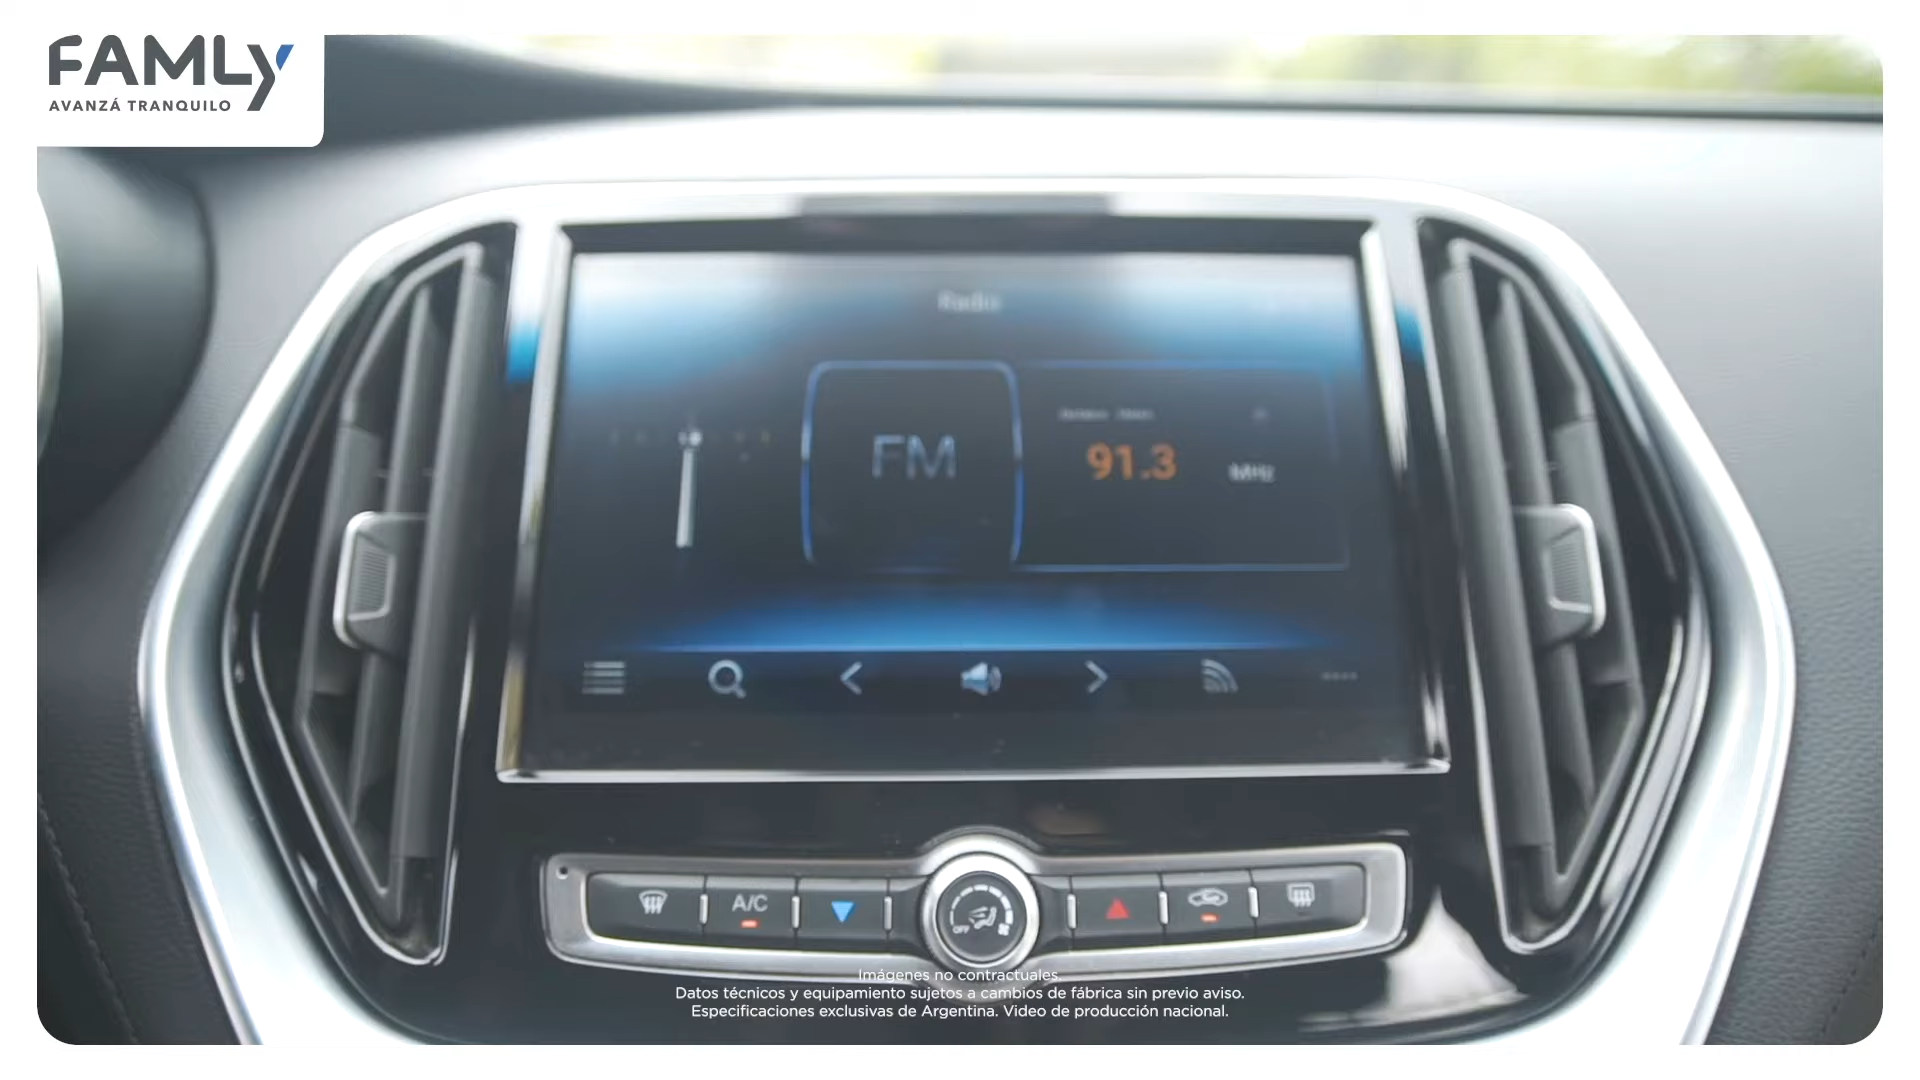 FAMLY
AVANZÁ TRANQUILO
Radio
FM
91.3
MHz
A/C
OFF
Imágenes no contractuales.
Datos técnicos y equipamiento sujetos a cambios de fábrica sin previo aviso.
Especificaciones exclusivas de Argentina. Video de producción nacional.